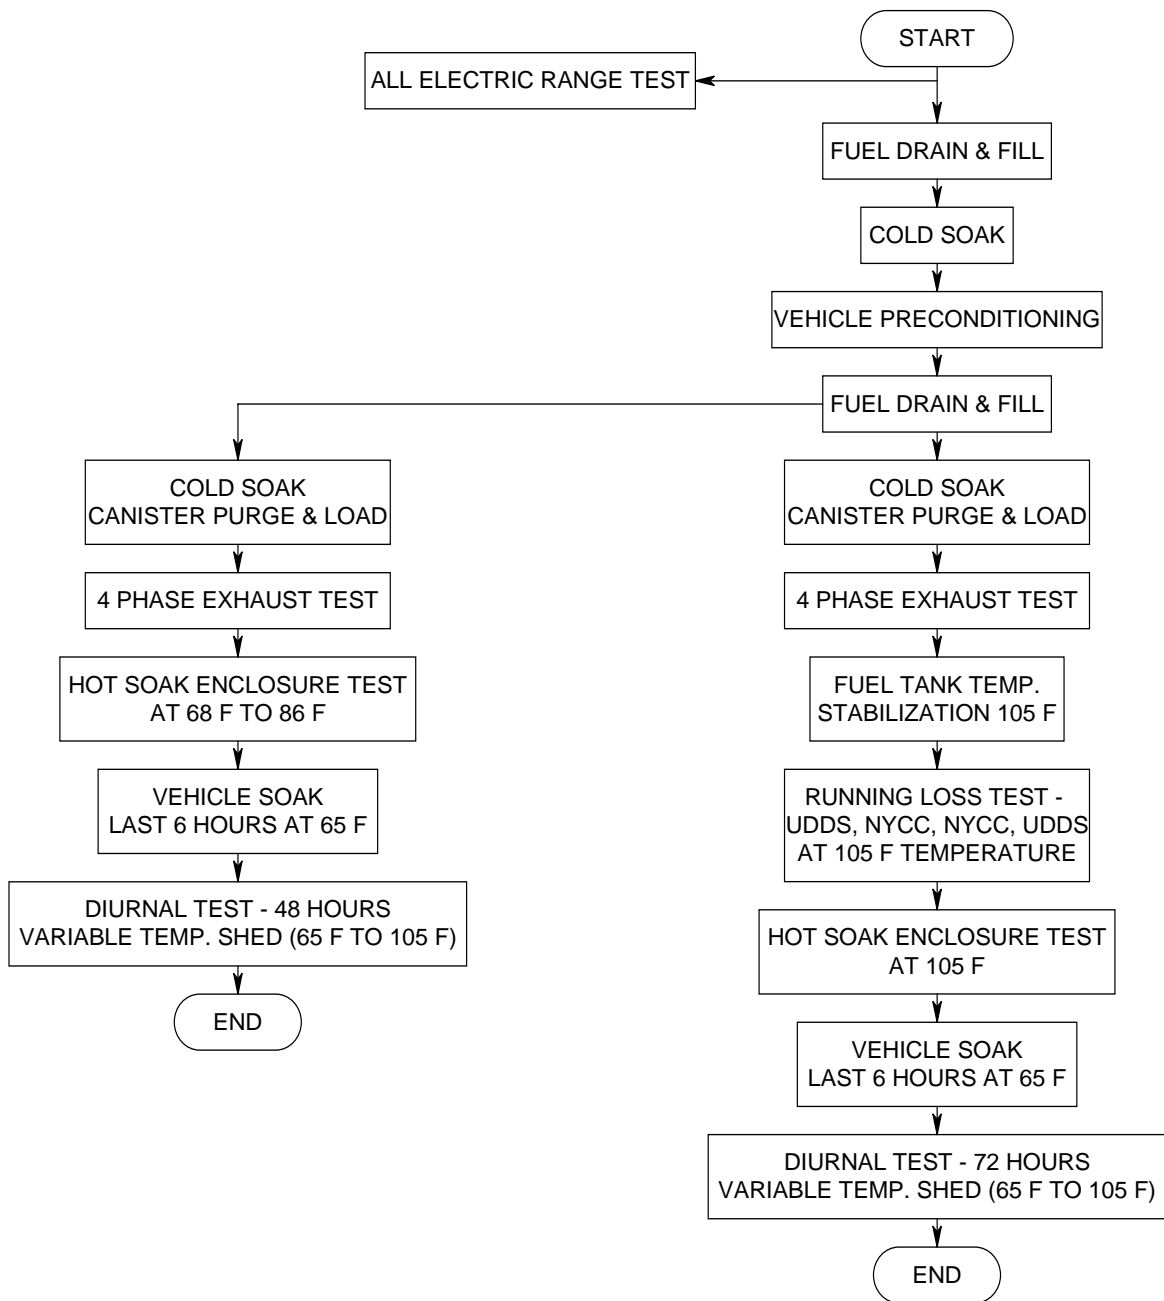 START
ALL ELECTRIC RANGE TEST
FUEL DRAIN & FILL
COLD SOAK
VEHICLE PRECONDITIONING
FUEL DRAIN & FILL
COLD SOAK
CANISTER PURGE & LOAD
4 PHASE EXHAUST TEST
HOT SOAK ENCLOSURE TEST
AT 68 F TO 86 F
VEHICLE SOAK
LAST 6 HOURS AT 65 F
DIURNAL TEST - 48 HOURS
VARIABLE TEMP. SHED (65 F TO 105 F)
END
COLD SOAK
CANISTER PURGE & LOAD
4 PHASE EXHAUST TEST
FUEL TANK TEMP.
STABILIZATION 105 F
RUNNING LOSS TEST -
UDDS, NYCC, NYCC, UDDS
AT 105 F TEMPERATURE
HOT SOAK ENCLOSURE TEST
AT 105 F
VEHICLE SOAK
LAST 6 HOURS AT 65 F
DIURNAL TEST - 72 HOURS
VARIABLE TEMP. SHED (65 F TO 105 F)
END